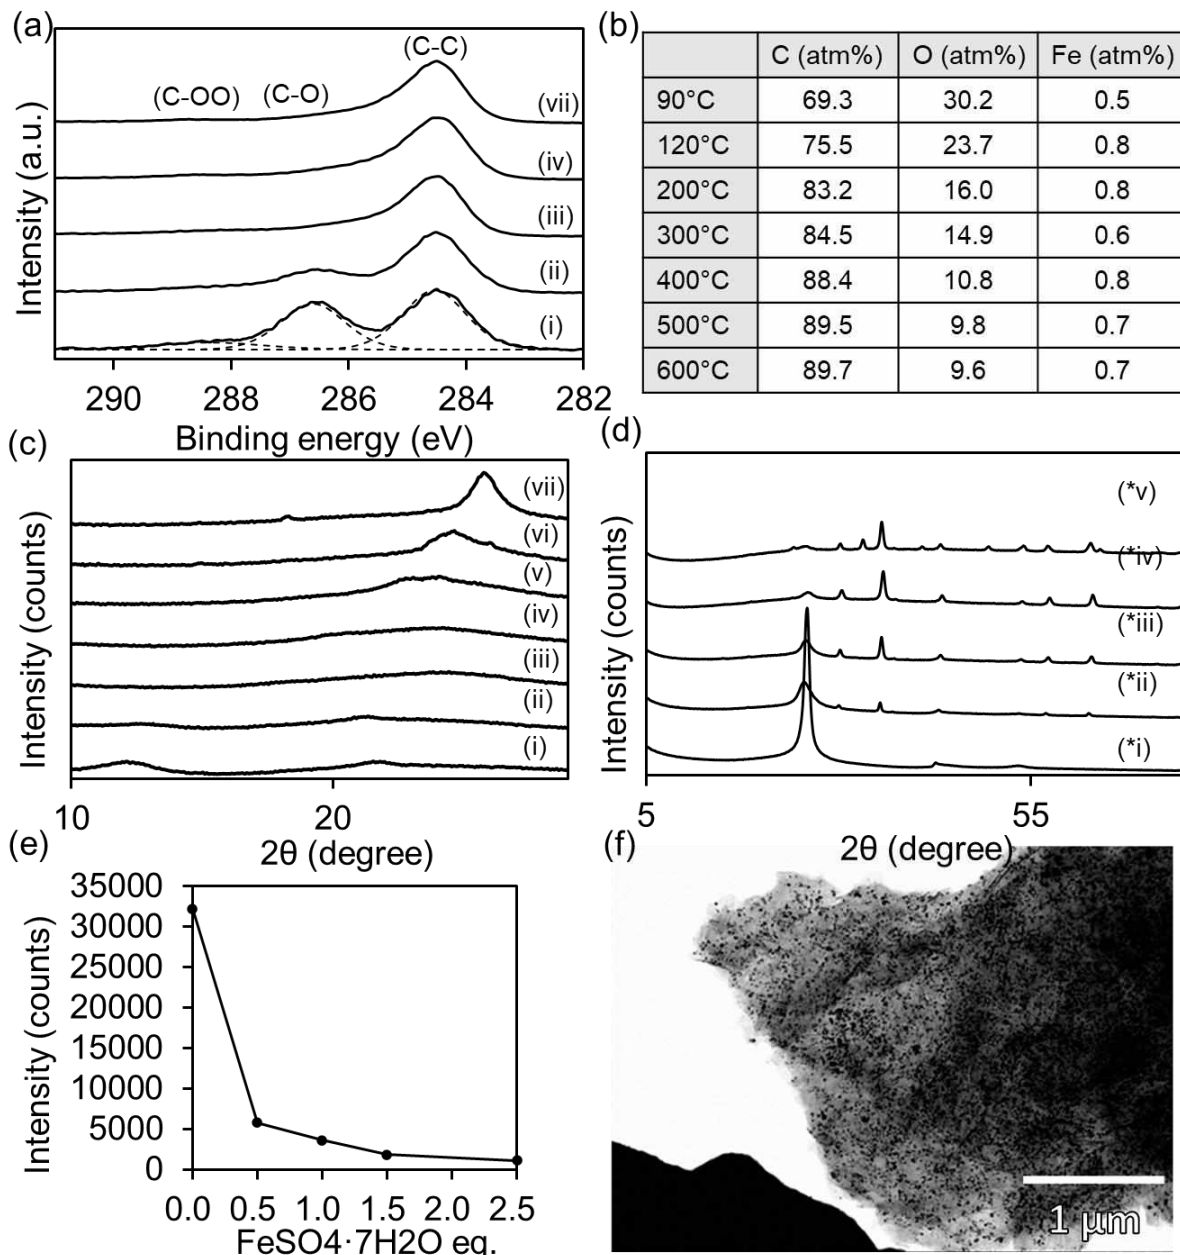 (a)
(C-OO)
(C-O)
(C-C)
(vii)
(iv)
(iii)
(ii)
(i)
Intensity (a.u.)
290 288 286 284 282
Binding energy (eV)
(b)
C (atm%) O (atm%) Fe (atm%)
90°C 69.3 30.2 0.5
120°C 75.5 23.7 0.8
200°C 83.2 16.0 0.8
300°C 84.5 14.9 0.6
400°C 88.4 10.8 0.8
500°C 89.5 9.8 0.7
600°C 89.7 9.6 0.7
(c)
(vii)
(vi)
(v)
(iv)
(iii)
(ii)
(i)
Intensity (counts)
10 20
2θ (degree)
(d)
(*v)
(*iv)
(*iii)
(*ii)
(*i)
Intensity (counts)
5 55
2θ (degree)
(e)
35000
30000
25000
20000
15000
10000
5000
0
Intensity (counts)
0.0 0.5 1.0 1.5 2.0 2.5
FeSO4·7H2O eq.
(f)
1 μm